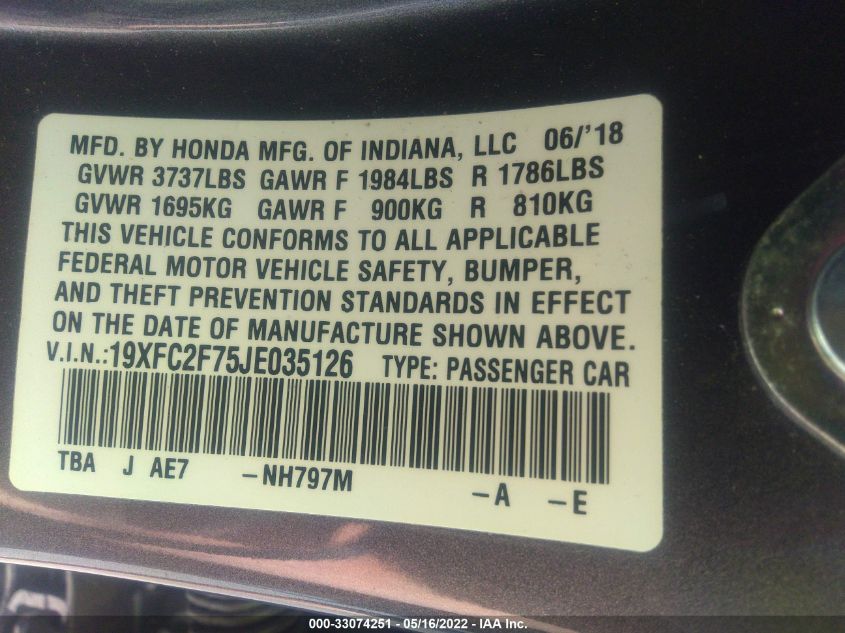 MFD. BY HONDA MFG. OF INDIANA, LLC 06/'18
GVWR 3737LBS GAWR F 1984LBS R 1786LBS
GVWR 1695KG GAWR F 900KG R 810KG
THIS VEHICLE CONFORMS TO ALL APPLICABLE
FEDERAL MOTOR VEHICLE SAFETY, BUMPER,
AND THEFT PREVENTION STANDARDS IN EFFECT
ON THE DATE OF MANUFACTURE SHOWN ABOVE.
V.I.N.:19XFC2F75JE035126 TYPE: PASSENGER CAR
TBA J AE7 -NH797M -A -E
000-33074251 - 05/16/2022 - IAA Inc.